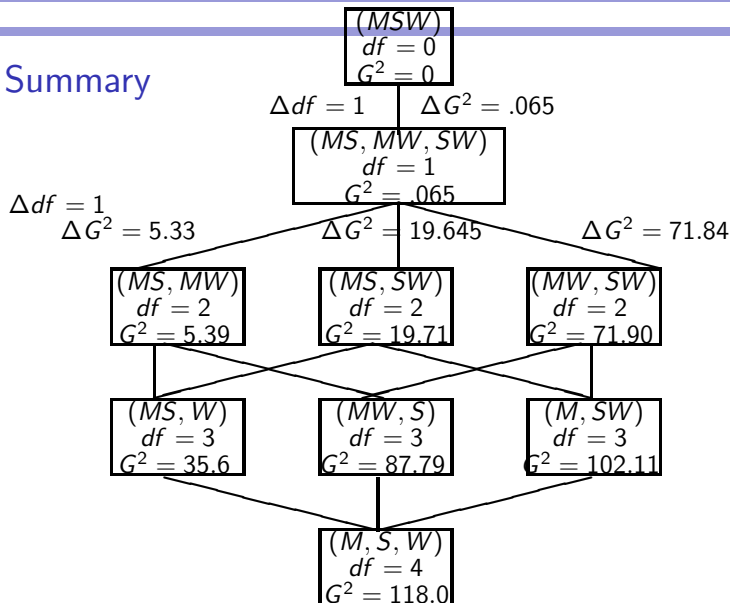 (MSW)
df = 0
G² = 0
Summary
Δdf = 1 ΔG² = .065
(MS, MW, SW)
df = 1
G² = .065
Δdf = 1
ΔG² = 5.33 ΔG² = 19.645 ΔG² = 71.84
(MS, MW) (MS, SW) (MW, SW)
df = 2 df = 2 df = 2
G² = 5.39 G² = 19.71 G² = 71.90
(MS, W) (MW, S) (M, SW)
df = 3 df = 3 df = 3
G² = 35.6 G² = 87.79 G² = 102.11
(M, S, W)
df = 4
G² = 118.0